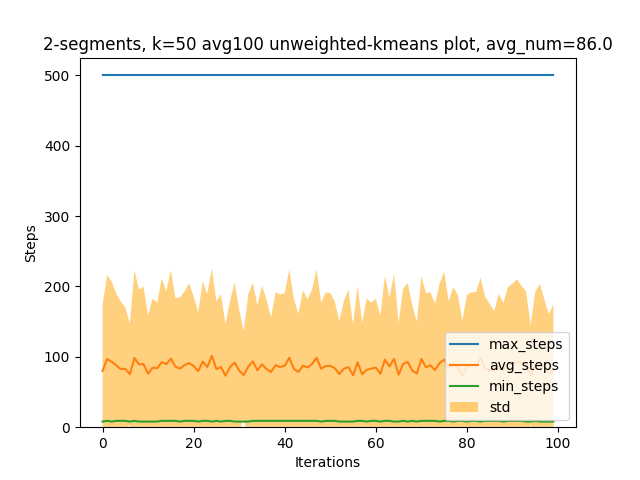 2-segments, k=50 avg100 unweighted-kmeans plot, avg_num=86.0
500
400
300
200
100
0
Steps
max_steps
avg_steps
min_steps
std
0 20 40 60 80 100
Iterations